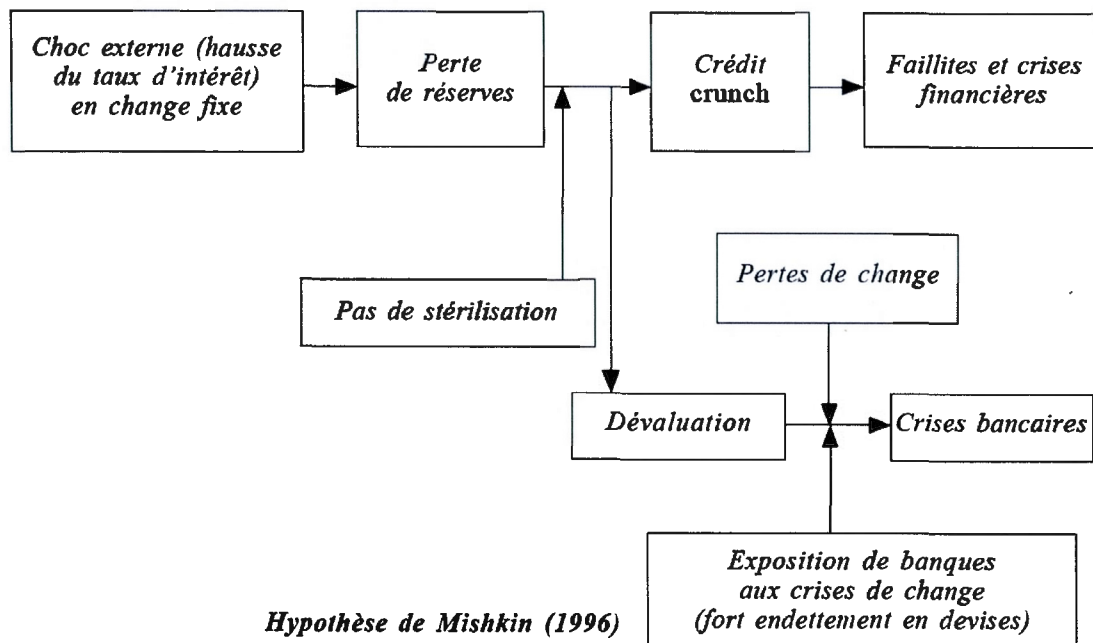 Choc externe (hausse
du taux d'intérêt)
en change fixe
Perte
de réserves
Crédit
crunch
Faillites et crises
financières
Pertes de change
Pas de stérilisation
Dévaluation
Crises bancaires
Exposition de banques
aux crises de change
(fort endettement en devises)
Hypothèse de Mishkin (1996)